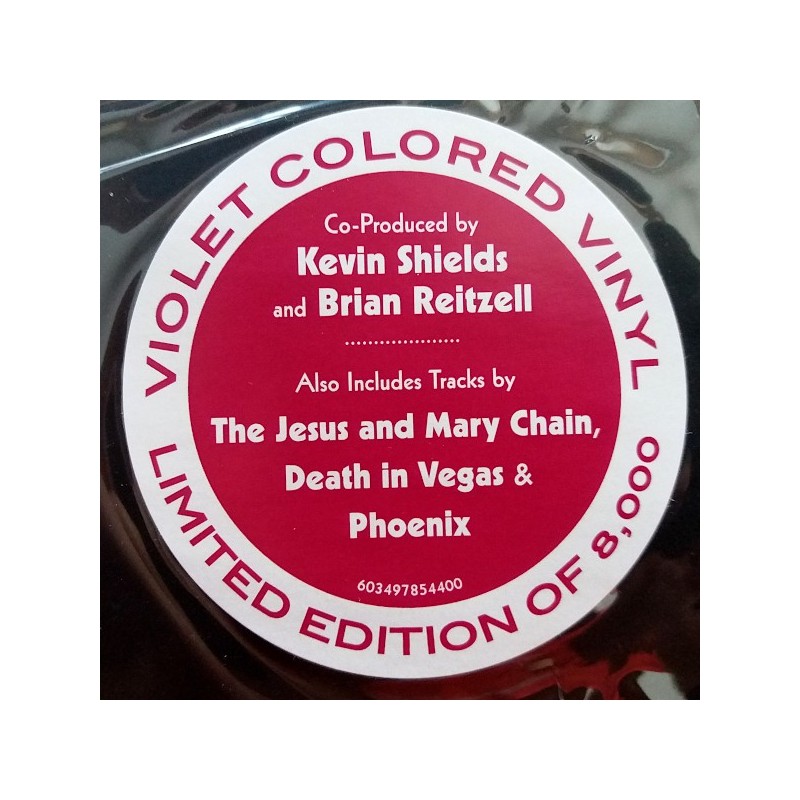 VIOLET COLORED VINYL
Co-Produced by
Kevin Shields
and Brian Reitzell
Also Includes Tracks by
The Jesus and Mary Chain,
Death in Vegas &
Phoenix
603497854400
LIMITED EDITION OF 8,000